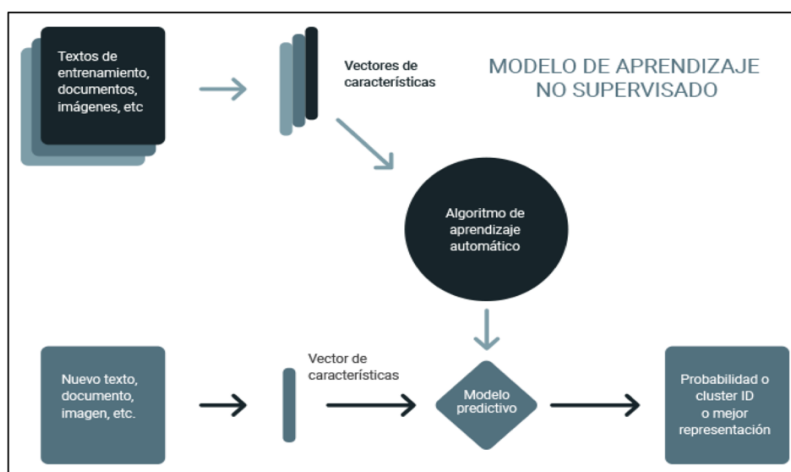 Textos de
entrenamiento,
documentos,
imágenes, etc
Vectores de
características
MODELO DE APRENDIZAJE
NO SUPERVISADO
Algoritmo de
aprendizaje
automático
Nuevo texto,
documento,
imagen, etc.
Vector de
características
Modelo
predictivo
Probabilidad o
cluster ID
o mejor
representación